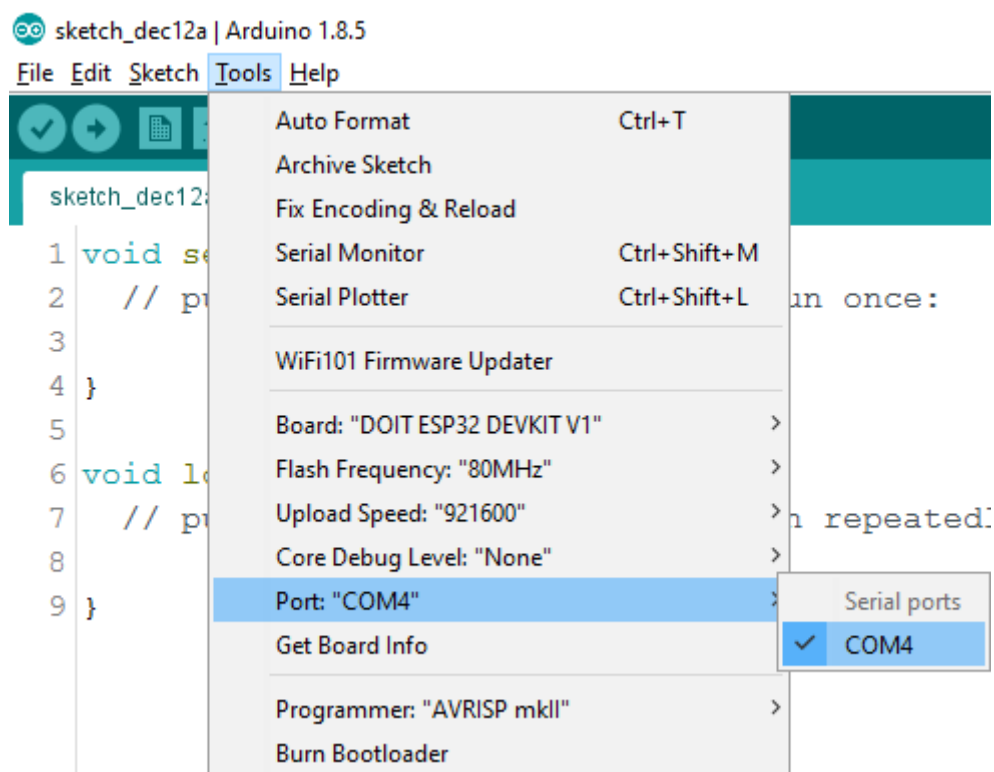 sketch_dec12a | Arduino 1.8.5
File Edit Sketch Tools Help
Auto Format Ctrl+T
Archive Sketch
sketch_dec12a
Fix Encoding & Reload
1 void se
Serial Monitor Ctrl+Shift+M
2 // pu
Serial Plotter Ctrl+Shift+L
un once:
3
WiFi101 Firmware Updater
4 }
5
Board: "DOIT ESP32 DEVKIT V1"
6 void lo
Flash Frequency: "80MHz"
7 // pu
Upload Speed: "921600"
n repeatedl
8
Core Debug Level: "None"
9 }
Port: "COM4"
Serial ports
Get Board Info
COM4
Programmer: "AVRISP mkII"
Burn Bootloader